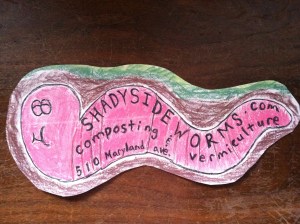 SHADYSIDEWORMS.com
composting & vermiculture
510 Maryland ave.